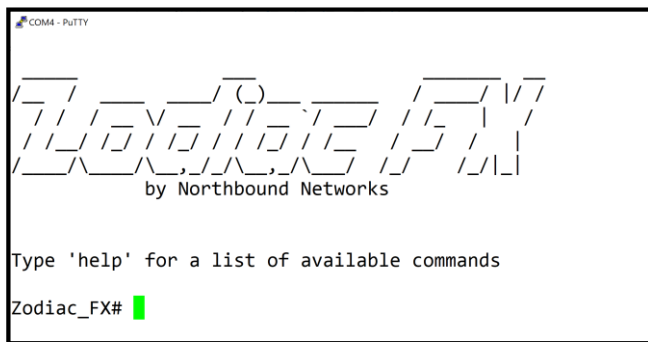 COM4 - PuTTY
Zodiac FX
by Northbound Networks
Type 'help' for a list of available commands
Zodiac_FX#